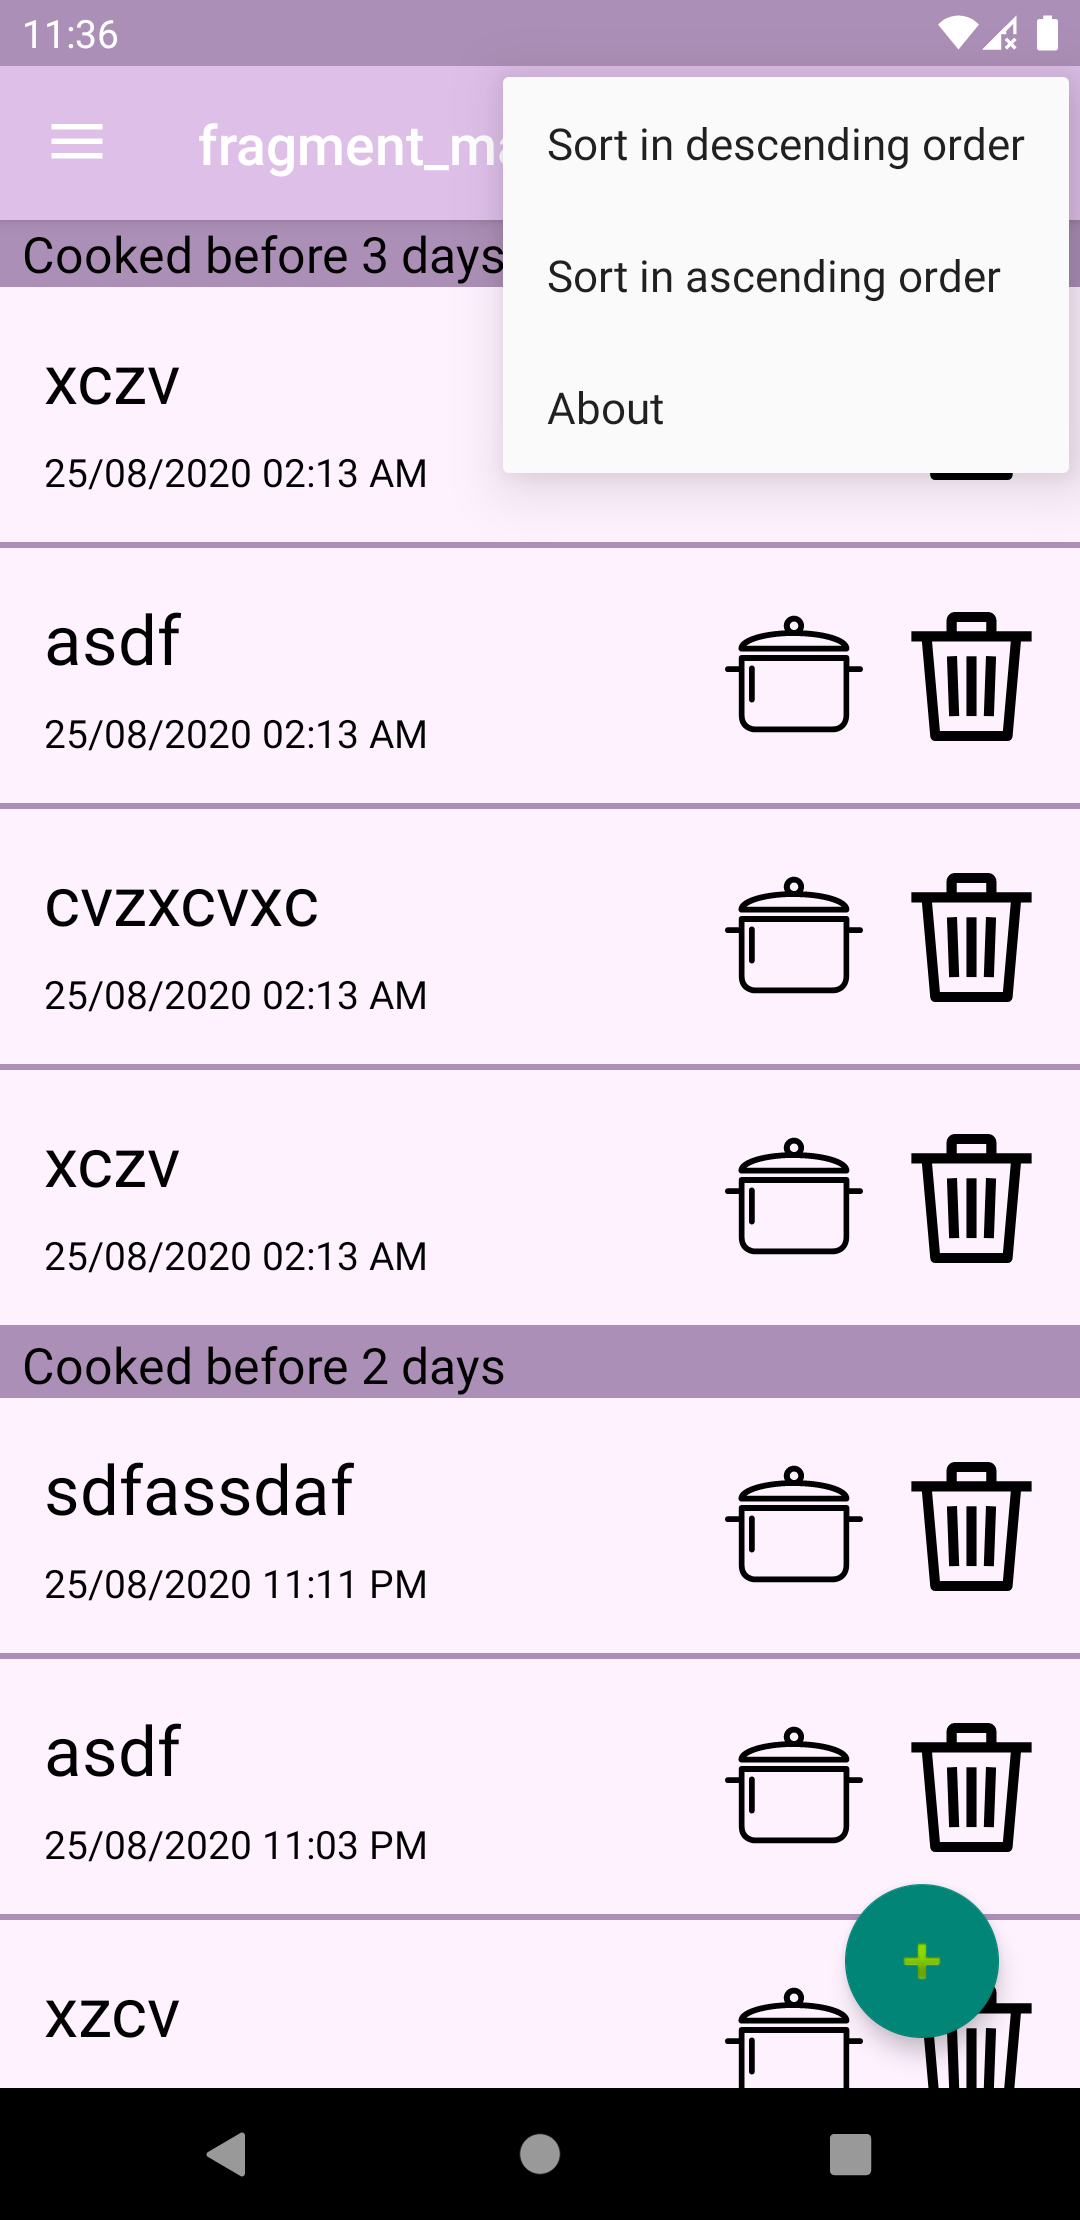 11:36
fragment_ma
Sort in descending order
Sort in ascending order
About
Cooked before 3 days
xczv
25/08/2020 02:13 AM
asdf
25/08/2020 02:13 AM
cvzxcvxc
25/08/2020 02:13 AM
xczv
25/08/2020 02:13 AM
Cooked before 2 days
sdfassdaf
25/08/2020 11:11 PM
asdf
25/08/2020 11:03 PM
xzcv